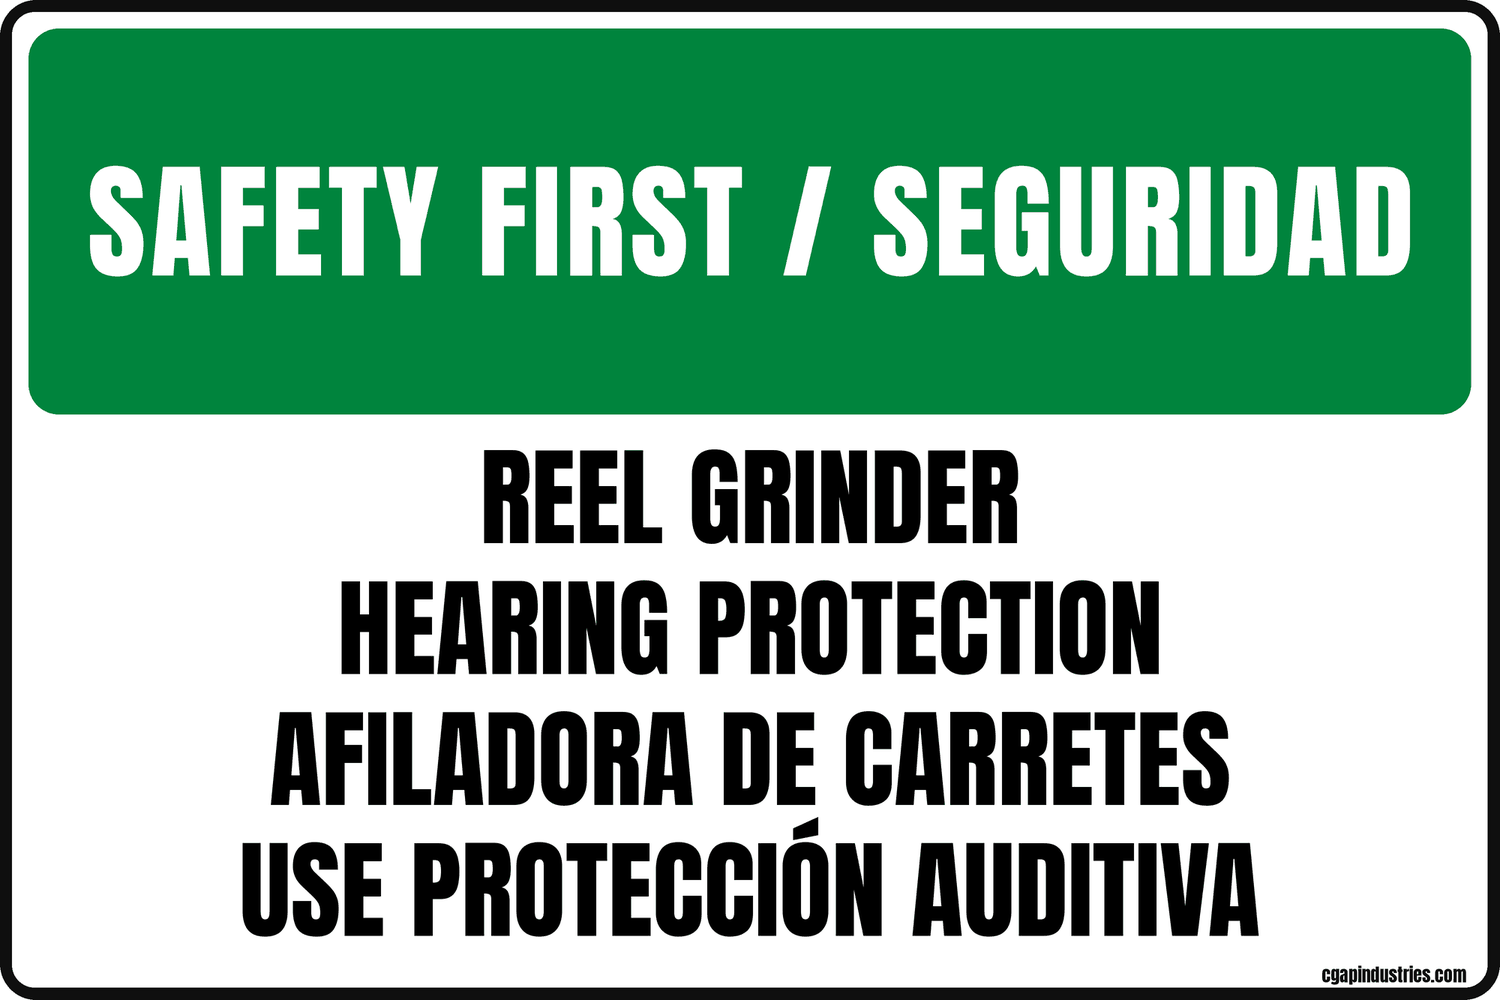 SAFETY FIRST / SEGURIDAD
REEL GRINDER
HEARING PROTECTION
AFILADORA DE CARRETES
USE PROTECCIÓN AUDITIVA
cgapindustries.com